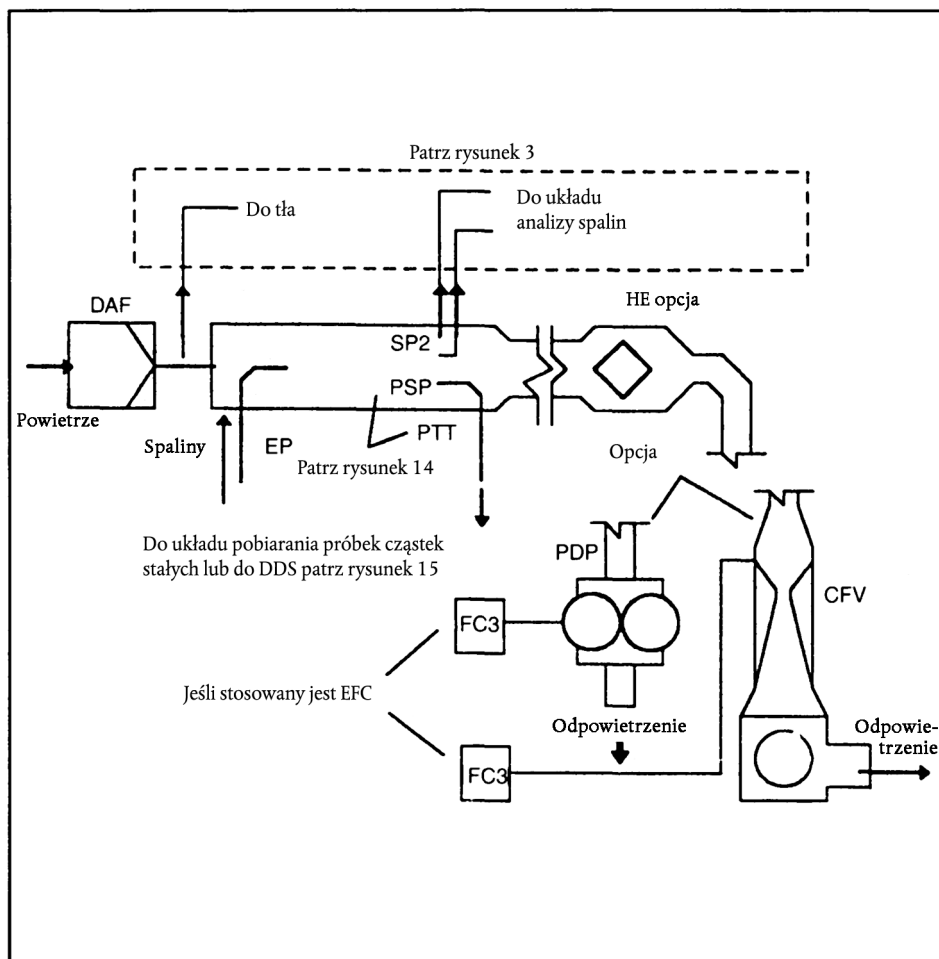 Patrz rysunek 3
Do tła
Do układu
analizy spalin
DAF
HE opcja
SP2
PSP
Powietrze
Spaliny
EP
PTT
Opcja
Patrz rysunek 14
Do układu pobiarania próbek cząstek
stałych lub do DDS patrz rysunek 15
PDP
CFV
FC3
Jeśli stosowany jest EFC
Odpowietrzenie
Odpowie-
trzenie
FC3